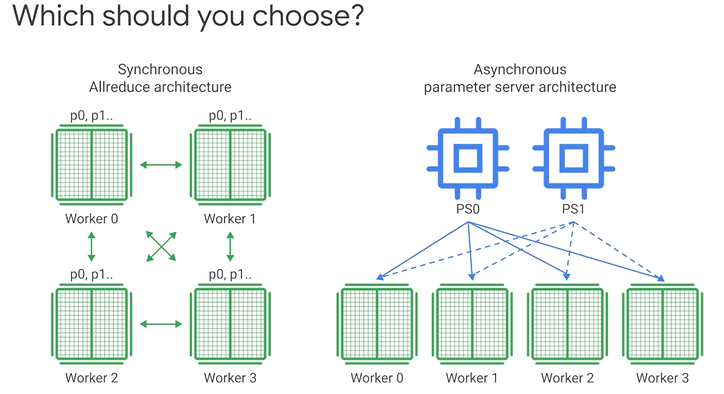 Which should you choose?
Synchronous
Allreduce architecture
p0, p1..
p0, p1..
Worker 0
Worker 1
p0, p1..
p0, p1..
Worker 2
Worker 3
Asynchronous
parameter server architecture
PS0
PS1
Worker 0
Worker 1
Worker 2
Worker 3